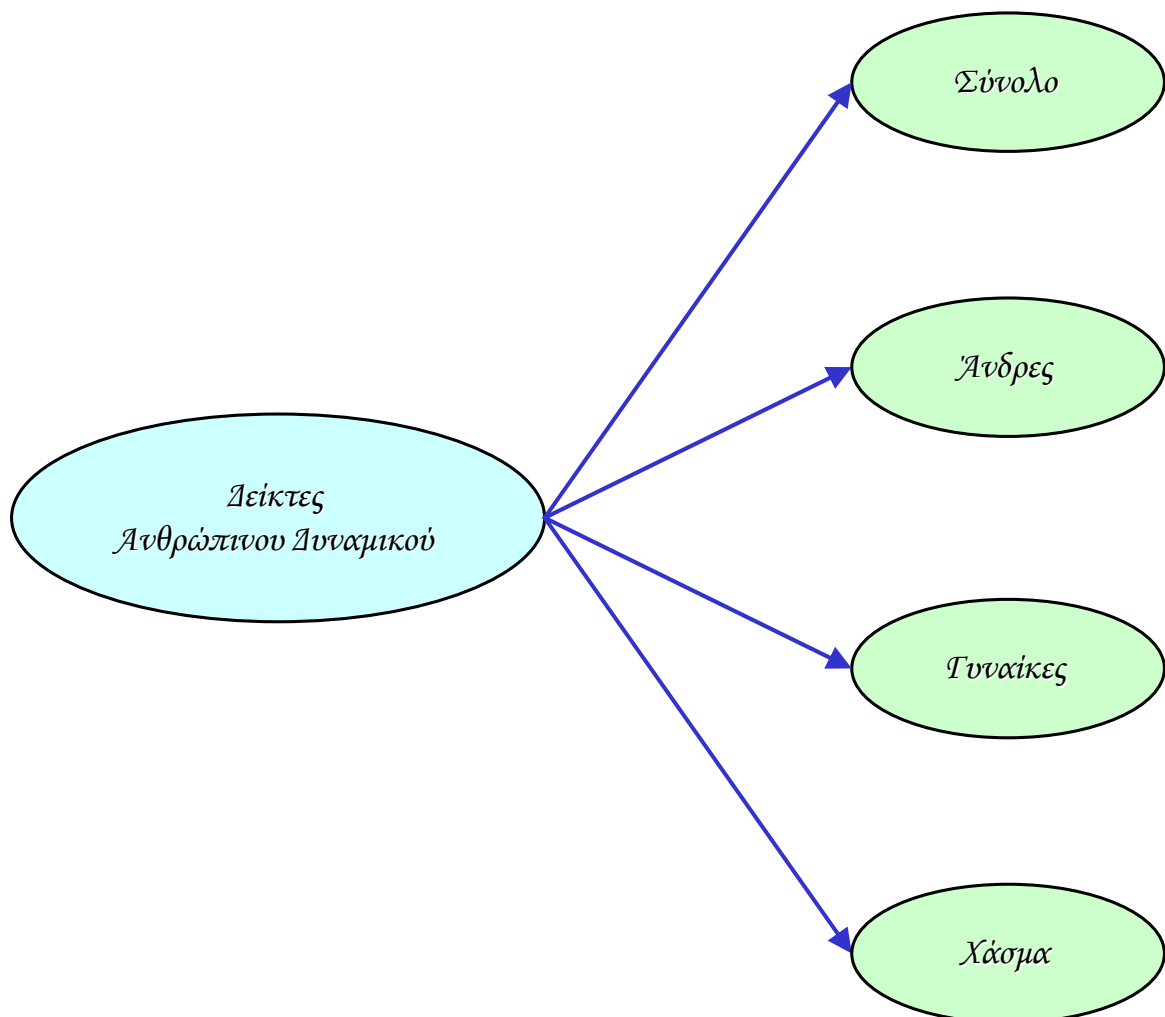 Σύνολο
Άνδρες
Δείκτες
Ανθρώπινου Δυναμικού
Γυναίκες
Χάσμα